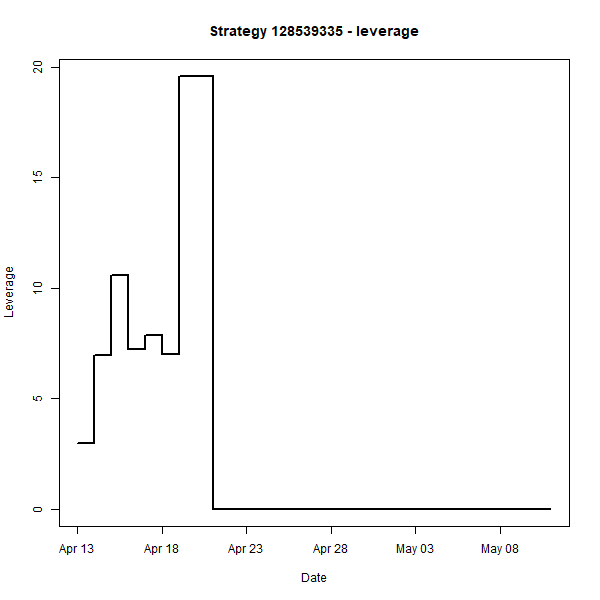 Strategy 128539335 - leverage
Leverage
20
15
10
5
0
Apr 13
Apr 18
Apr 23
Apr 28
May 03
May 08
Date